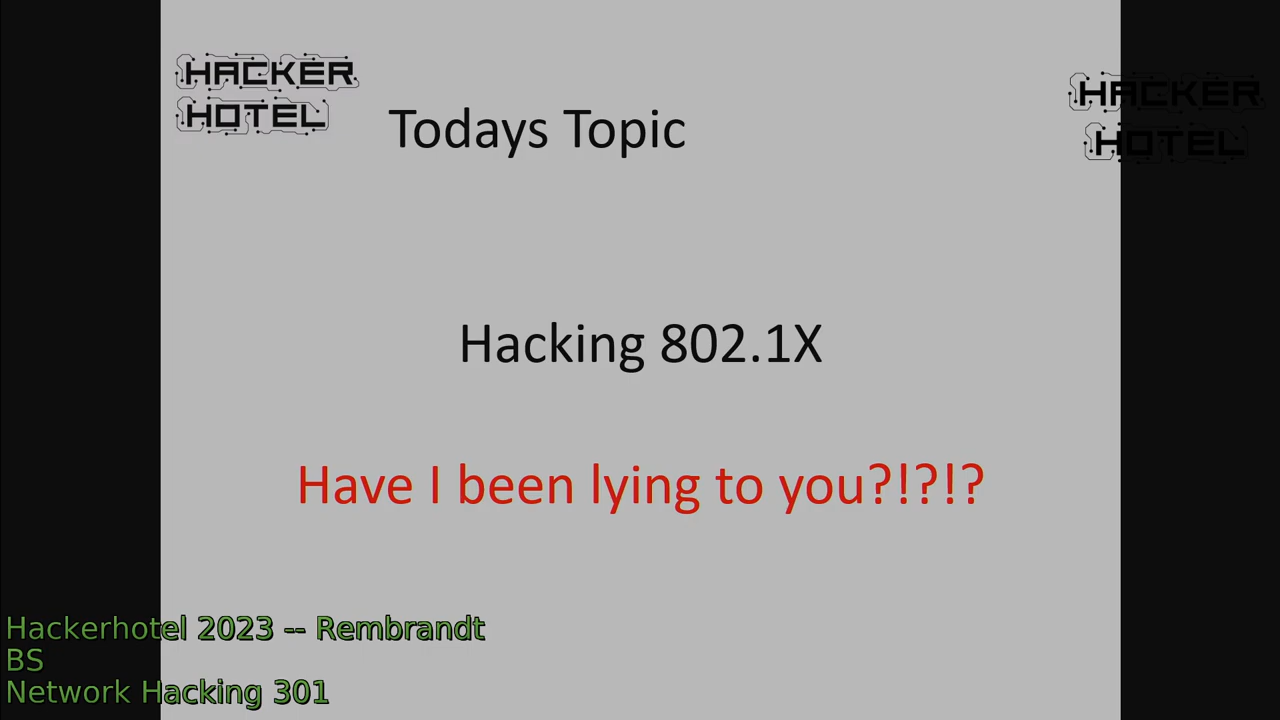 HACKER
HOTEL
HACKER
HOTEL
Todays Topic
Hacking 802.1X
Have I been lying to you?!?!?
Hackerhotel 2023 -- Rembrandt
BS
Network Hacking 301